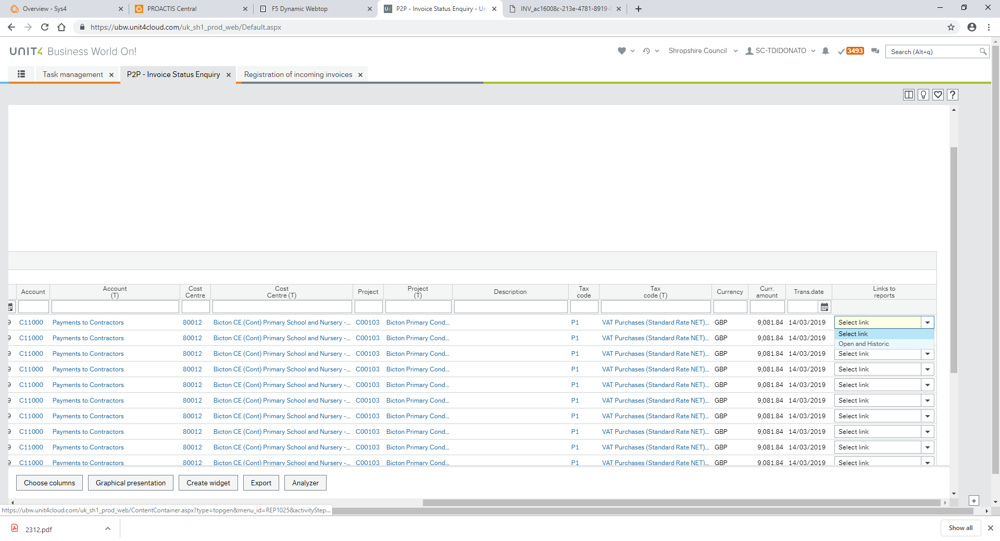 Overview - Sys4
PROACTIS Central
F5 Dynamic Webtop
P2P - Invoice Status Enquiry - Un
INV_ac16008c-213e-4781-8919-
https://ubw.unit4cloud.com/uk_sh1_prod_web/Default.aspx
UNIT4 Business World On!
Shropshire Council
SC-TDIDONATO
3493
Search (Alt+q)
Task management
P2P - Invoice Status Enquiry
Registration of incoming invoices
Account
Account (T)
Cost Centre
Cost Centre (T)
Project
Project (T)
Description
Tax code
Tax code (T)
Currency
Curr. amount
Trans.date
Links to reports
9 C11000 Payments to Contractors 80012 Bicton CE (Cont) Primary School and Nursery -... C00103 Bicton Primary Cond... P1 VAT Purchases (Standard Rate NET)... GBP 9,081.84 14/03/2019 Select link
Select link
9 C11000 Payments to Contractors 80012 Bicton CE (Cont) Primary School and Nursery -... C00103 Bicton Primary Cond... P1 VAT Purchases (Standard Rate NET)... GBP 9,081.84 14/03/2019
Open and Historic
9 C11000 Payments to Contractors 80012 Bicton CE (Cont) Primary School and Nursery -... C00103 Bicton Primary Cond... P1 VAT Purchases (Standard Rate NET)... GBP 9,081.84 14/03/2019 Select link
9 C11000 Payments to Contractors 80012 Bicton CE (Cont) Primary School and Nursery -... C00103 Bicton Primary Cond... P1 VAT Purchases (Standard Rate NET)... GBP 9,081.84 14/03/2019 Select link
9 C11000 Payments to Contractors 80012 Bicton CE (Cont) Primary School and Nursery -... C00103 Bicton Primary Cond... P1 VAT Purchases (Standard Rate NET)... GBP 9,081.84 14/03/2019 Select link
9 C11000 Payments to Contractors 80012 Bicton CE (Cont) Primary School and Nursery -... C00103 Bicton Primary Cond... P1 VAT Purchases (Standard Rate NET)... GBP 9,081.84 14/03/2019 Select link
9 C11000 Payments to Contractors 80012 Bicton CE (Cont) Primary School and Nursery -... C00103 Bicton Primary Cond... P1 VAT Purchases (Standard Rate NET)... GBP 9,081.84 14/03/2019 Select link
9 C11000 Payments to Contractors 80012 Bicton CE (Cont) Primary School and Nursery -... C00103 Bicton Primary Cond... P1 VAT Purchases (Standard Rate NET)... GBP 9,081.84 14/03/2019 Select link
9 C11000 Payments to Contractors 80012 Bicton CE (Cont) Primary School and Nursery -... C00103 Bicton Primary Cond... P1 VAT Purchases (Standard Rate NET)... GBP 9,081.84 14/03/2019 Select link
9 C11000 Payments to Contractors 80012 Bicton CE (Cont) Primary School and Nursery -... C00103 Bicton Primary Cond... P1 VAT Purchases (Standard Rate NET)... GBP 9,081.84 14/03/2019 Select link
Choose columns
Graphical presentation
Create widget
Export
Analyzer
https://ubw.unit4cloud.com/uk_sh1_prod_web/ContentContainer.aspx?type=topgen&menu_id=REP1025&activityStep...
2312.pdf
Show all